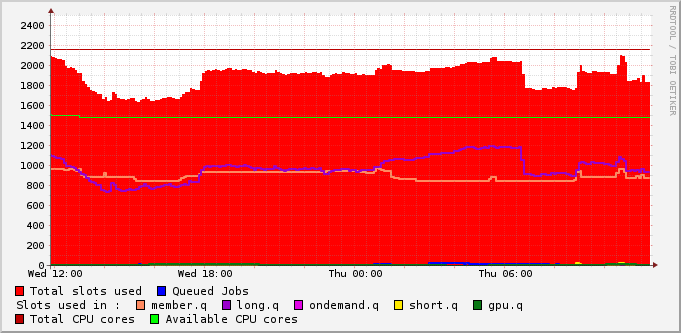 RRDTOOL / TOBI OETIKER
2400
2200
2000
1800
1600
1400
1200
1000
800
600
400
200
0
Wed 12:00 Wed 18:00 Thu 00:00 Thu 06:00
Total slots used Queued Jobs
Slots used in : member.q long.q ondemand.q short.q gpu.q
Total CPU cores Available CPU cores